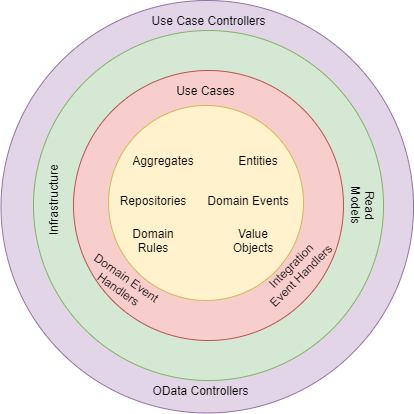 Use Case Controllers
Use Cases
Aggregates
Entities
Repositories
Domain Events
Domain
Rules
Value
Objects
Infrastructure
Read
Models
Domain Event
Handlers
Integration
Event Handlers
OData Controllers